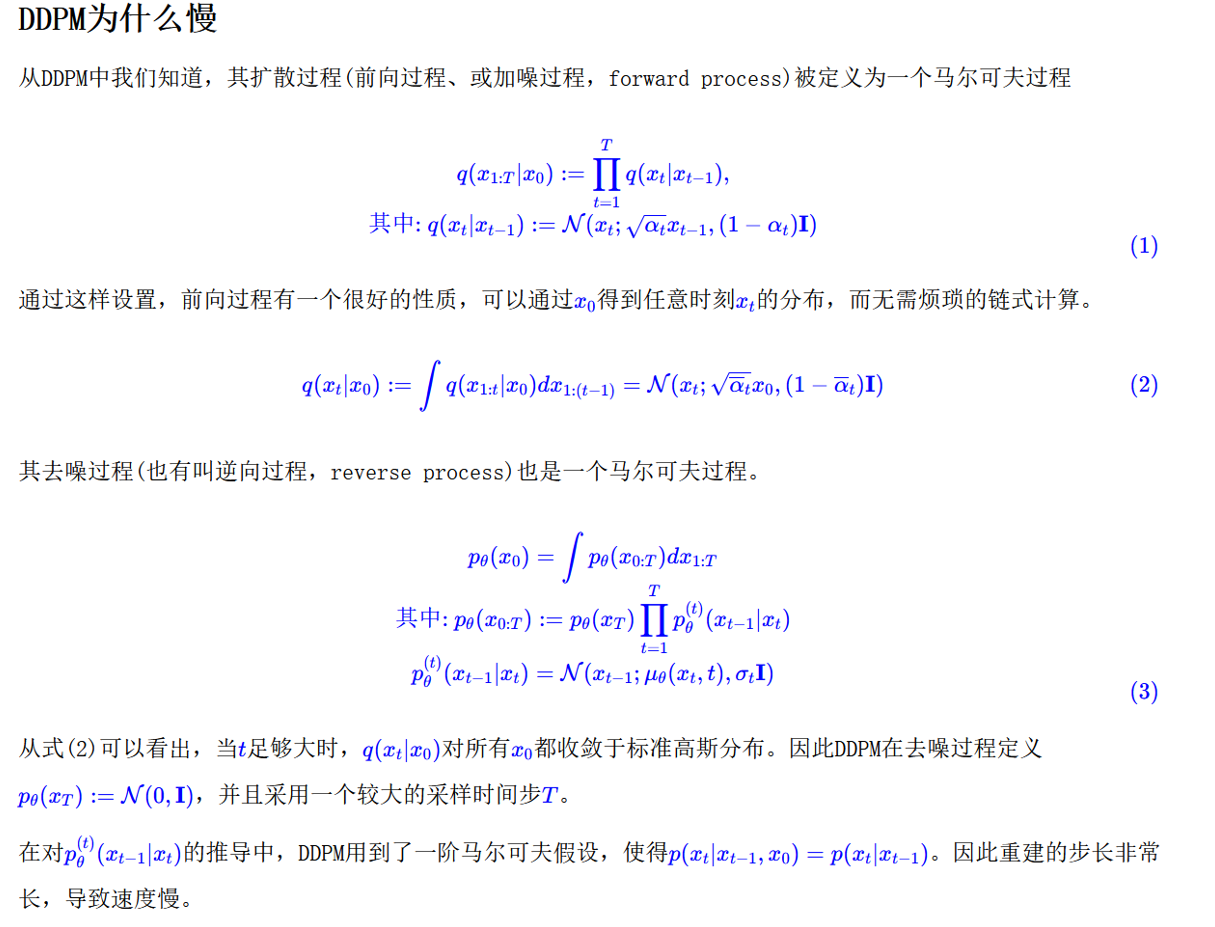 DDPM为什么慢
从DDPM中我们知道，其扩散过程(前向过程、或加噪过程，forward process)被定义为一个马尔可夫过程
$q(x_{1:T}|x_0) := \prod_{t=1}^{T} q(x_t|x_{t-1}),$
其中: $q(x_t|x_{t-1}) := \mathcal{N}(x_t; \sqrt{\alpha_t}x_{t-1}, (1-\alpha_t)\mathbf{I})$
(1)
通过这样设置，前向过程有一个很好的性质，可以通过$x_0$得到任意时刻$x_t$的分布，而无需烦琐的链式计算。
$q(x_t|x_0) := \int q(x_{1:t}|x_0)dx_{1:(t-1)} = \mathcal{N}(x_t; \sqrt{\overline{\alpha}_t}x_0, (1-\overline{\alpha}_t)\mathbf{I})$ (2)
其去噪过程(也有叫逆向过程，reverse process)也是一个马尔可夫过程。
$p_\theta(x_0) = \int p_\theta(x_{0:T})dx_{1:T}$
其中: $p_\theta(x_{0:T}) := p_\theta(x_T) \prod_{t=1}^{T} p_\theta^{(t)}(x_{t-1}|x_t)$
$p_\theta^{(t)}(x_{t-1}|x_t) = \mathcal{N}(x_{t-1}; \mu_\theta(x_t, t), \sigma_t\mathbf{I})$
(3)
从式(2)可以看出，当$t$足够大时，$q(x_t|x_0)$对所有$x_0$都收敛于标准高斯分布。因此DDPM在去噪过程定义
$p_\theta(x_T) := \mathcal{N}(0, \mathbf{I})$，并且采用一个较大的采样时间步$T$。
在对$p_\theta^{(t)}(x_{t-1}|x_t)$的推导中，DDPM用到了一阶马尔可夫假设，使得$p(x_t|x_{t-1}, x_0) = p(x_t|x_{t-1})$。因此重建的步长非常
长，导致速度慢。